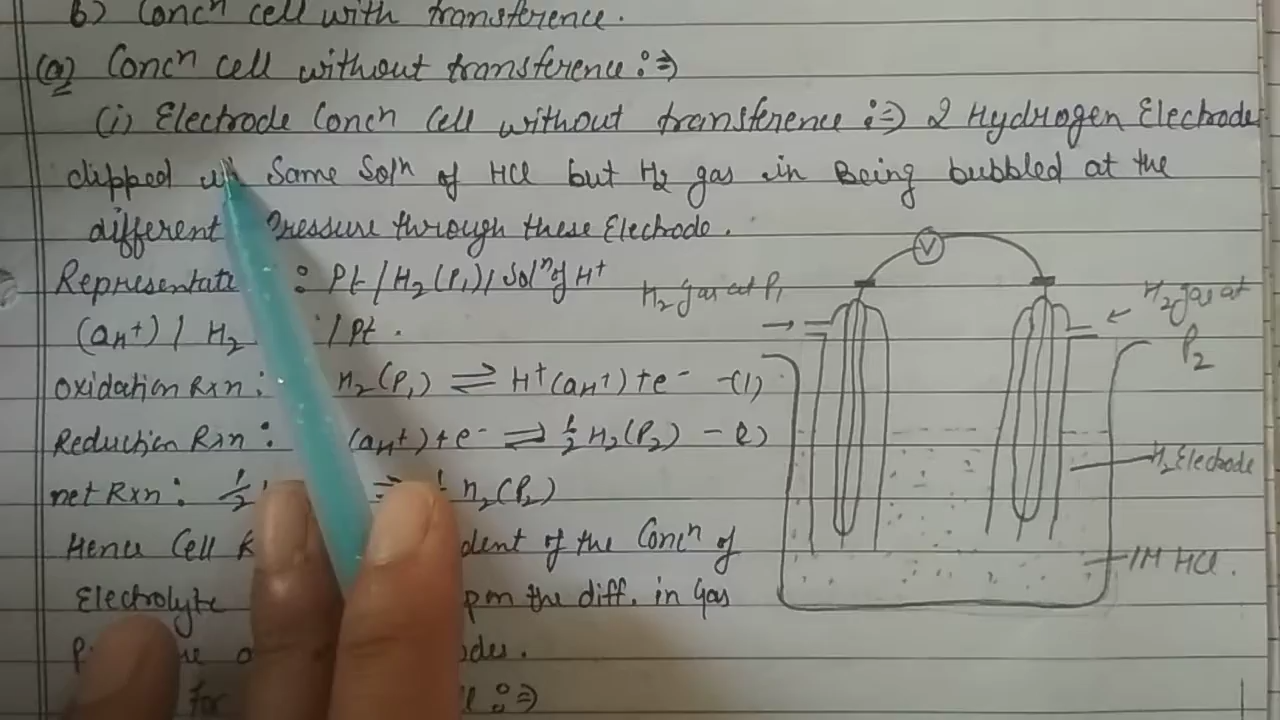 b) Concn cell with transference.
(a) Concn cell without transference :⇒
(i) Electrode Concn Cell without transference :⇒ 2 Hydrogen Electrode
dipped Same Soln of HCl but H2 gas in Being bubbled at the
different Pressure through these Electrode.
V
Representati : Pt / H2 (P1) / Soln of H+
H2 gas at P1
H2 gas at
P2
(aH+) / H2 / Pt.
Oxidation Rxn : H2 (P1) ⇌ H+ (aH+) + e- -(1)
Reduction Rxn : (aH+) + e- ⇌ 1/2 H2 (P2) - 2)
H2 Electrode
net Rxn : 1/2 ⇌ H2 (P2)
Hence Cell dent of the Concn of
1M HCl.
Electrolyte pon the diff. in Gas
des.
for :⇒